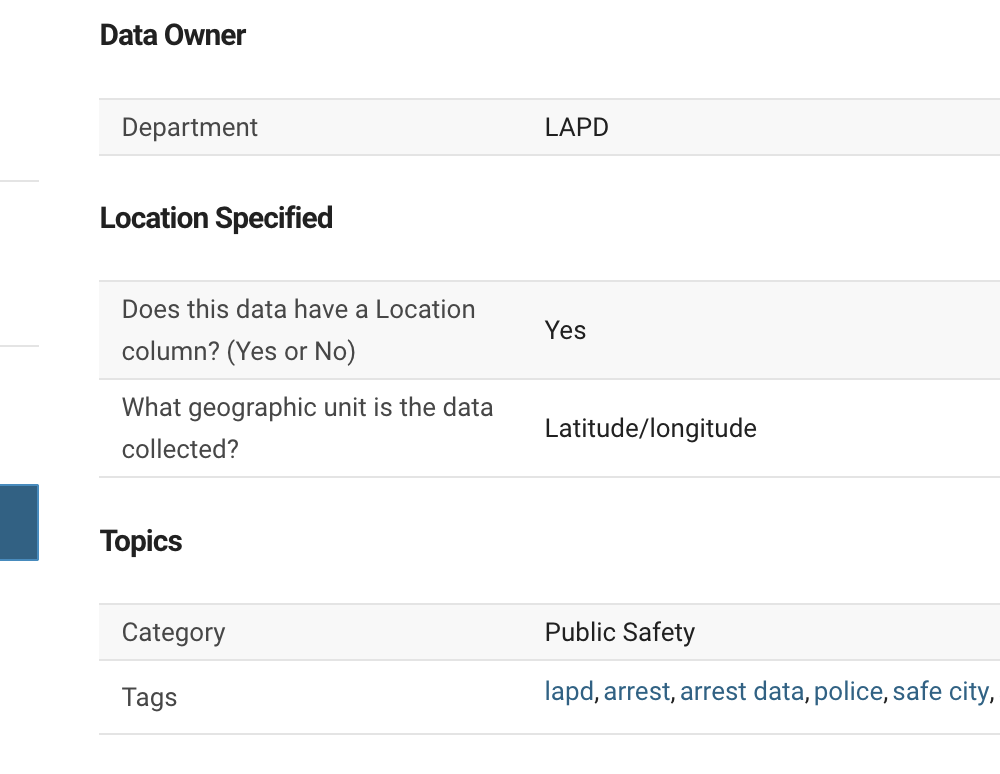 Data Owner
Department LAPD
Location Specified
Does this data have a Location
column? (Yes or No)
Yes
What geographic unit is the data
collected?
Latitude/longitude
Topics
Category Public Safety
Tags lapd, arrest, arrest data, police, safe city,